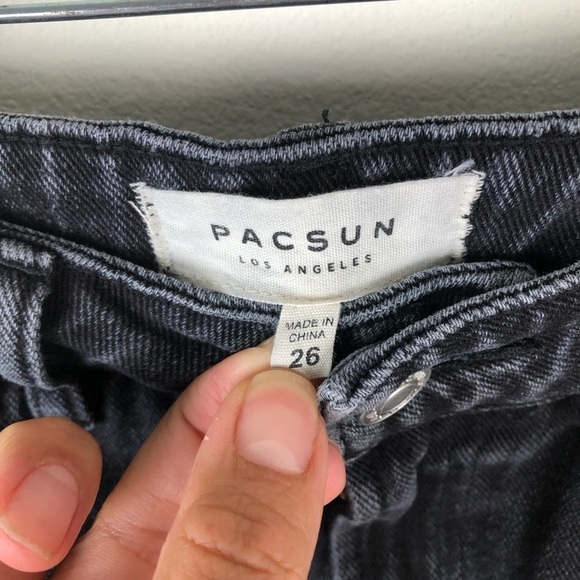 PACSUN
LOS ANGELES
MADE IN
CHINA
26